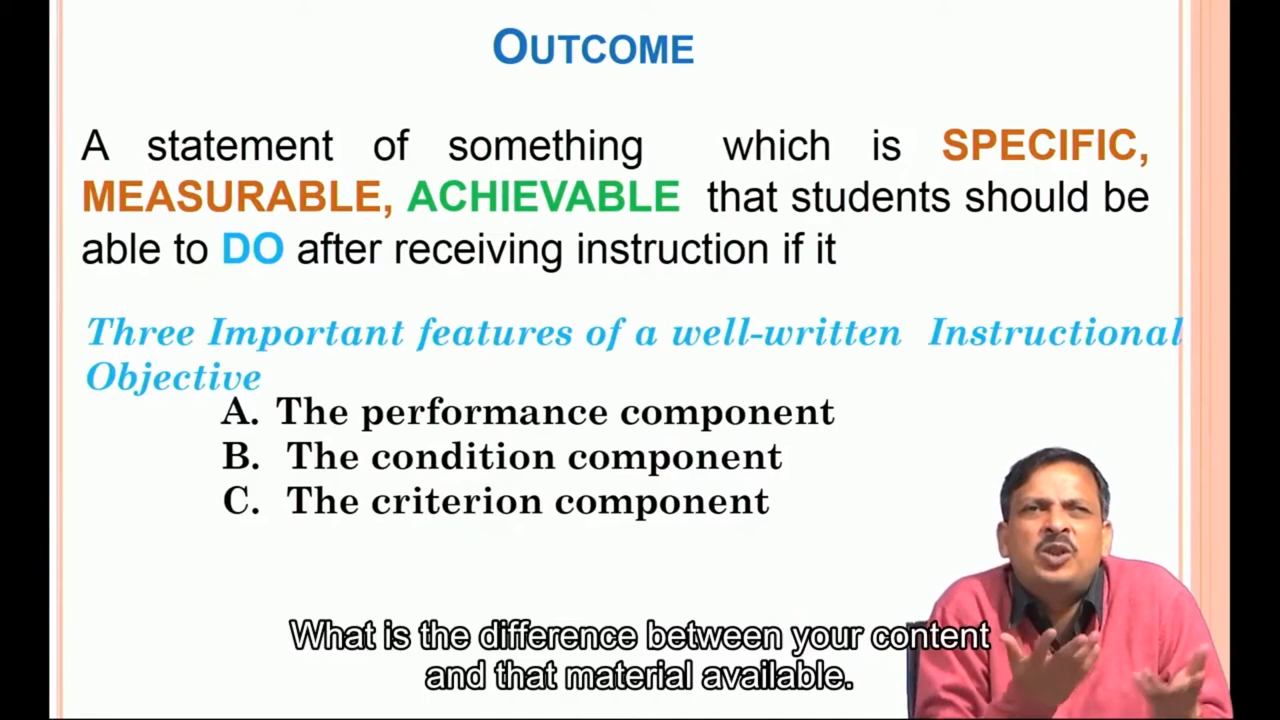 OUTCOME
A statement of something which is SPECIFIC,
MEASURABLE, ACHIEVABLE that students should be
able to DO after receiving instruction if it
Three Important features of a well-written Instructional
Objective
A. The performance component
B. The condition component
C. The criterion component
What is the difference between your content
and that material available.